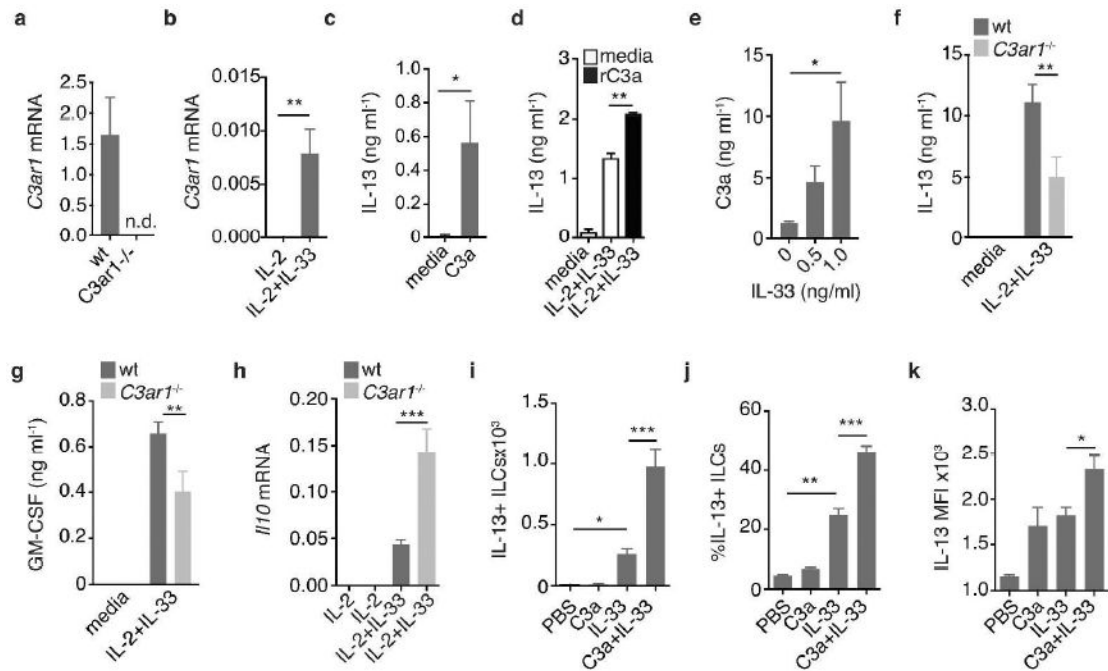 a
C3ar1 mRNA
2.5
2.0
1.5
1.0
0.5
0.0
n.d.
wt
C3ar1-/-
b
C3ar1 mRNA
0.015
0.010
0.005
0.000
**
IL-2
IL-2+IL-33
c
IL-13 (ng ml⁻¹)
1.0
0.8
0.6
0.4
0.2
0.0
*
media
C3a
d
media
rC3a
IL-13 (ng ml⁻¹)
3
2
1
0
**
media
IL-2+IL-33
IL-2+IL-33
e
C3a (ng ml⁻¹)
15
10
5
0
*
0
0.5
1.0
IL-33 (ng/ml)
f
wt
C3ar1⁻/⁻
IL-13 (ng ml⁻¹)
15
10
5
0
**
media
IL-2+IL-33
g
wt
C3ar1⁻/⁻
GM-CSF (ng ml⁻¹)
0.8
0.6
0.4
0.2
0
**
media
IL-2+IL-33
h
wt
C3ar1⁻/⁻
Il10 mRNA
0.20
0.15
0.10
0.05
0.00
***
IL-2
IL-2
IL-2+IL-33
IL-2+IL-33
i
IL-13+ ILCsx10³
1.5
1.0
0.5
0
*
***
PBS
C3a
IL-33
C3a+IL-33
j
%IL-13+ ILCs
60
40
20
0
**
***
PBS
C3a
IL-33
C3a+IL-33
k
IL-13 MFI x10³
3.0
2.5
2.0
1.5
1.0
*
PBS
C3a
IL-33
C3a+IL-33